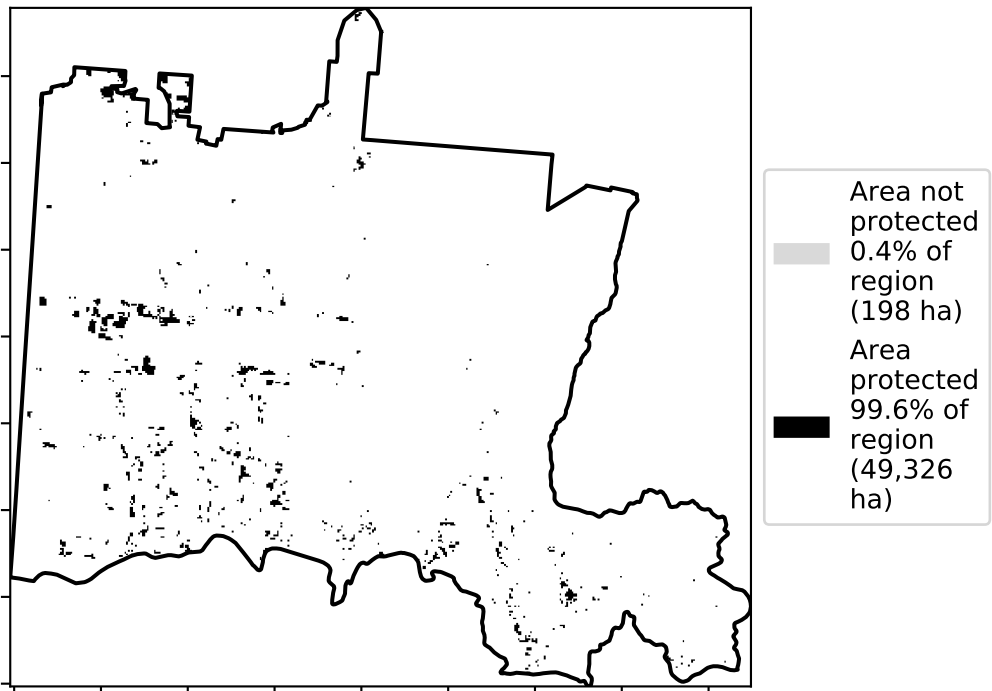 Area not
protected
0.4% of
region
(198 ha)
Area
protected
99.6% of
region
(49,326
ha)